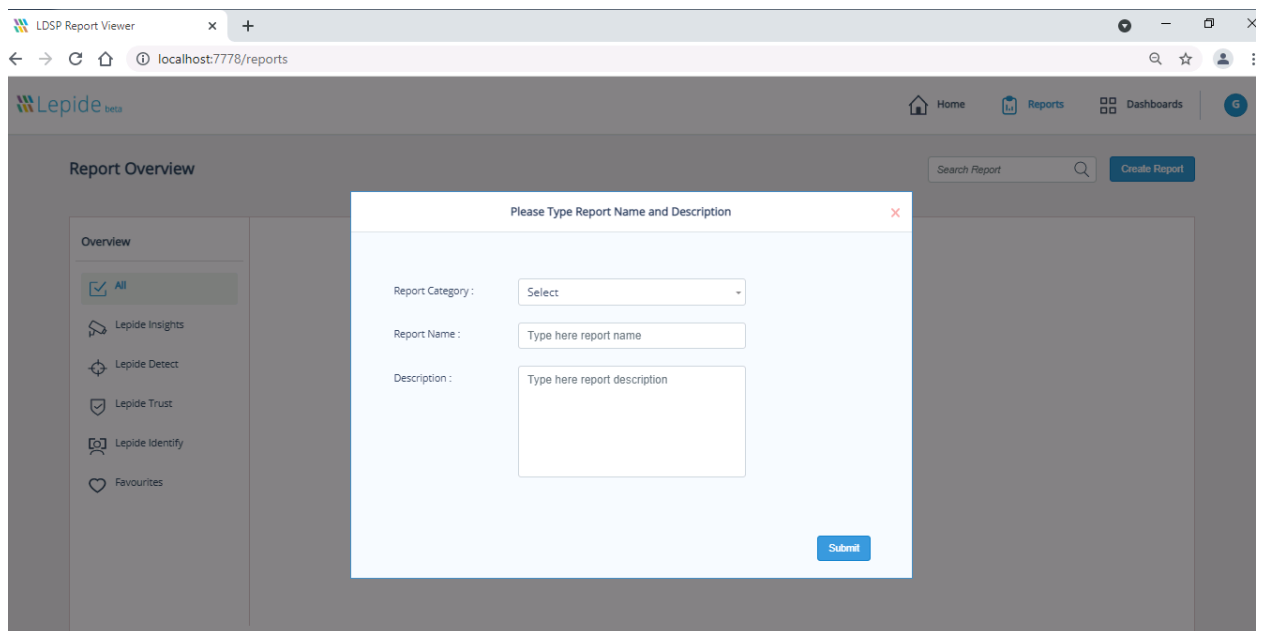 LDSP Report Viewer
localhost:7778/reports
Lepide beta
Home Reports Dashboards G
Report Overview
Search Report
Create Report
Please Type Report Name and Description
Overview
All
Lepide Insights
Lepide Detect
Lepide Trust
Lepide Identify
Favourites
Report Category : Select
Report Name : Type here report name
Description : Type here report description
Submit